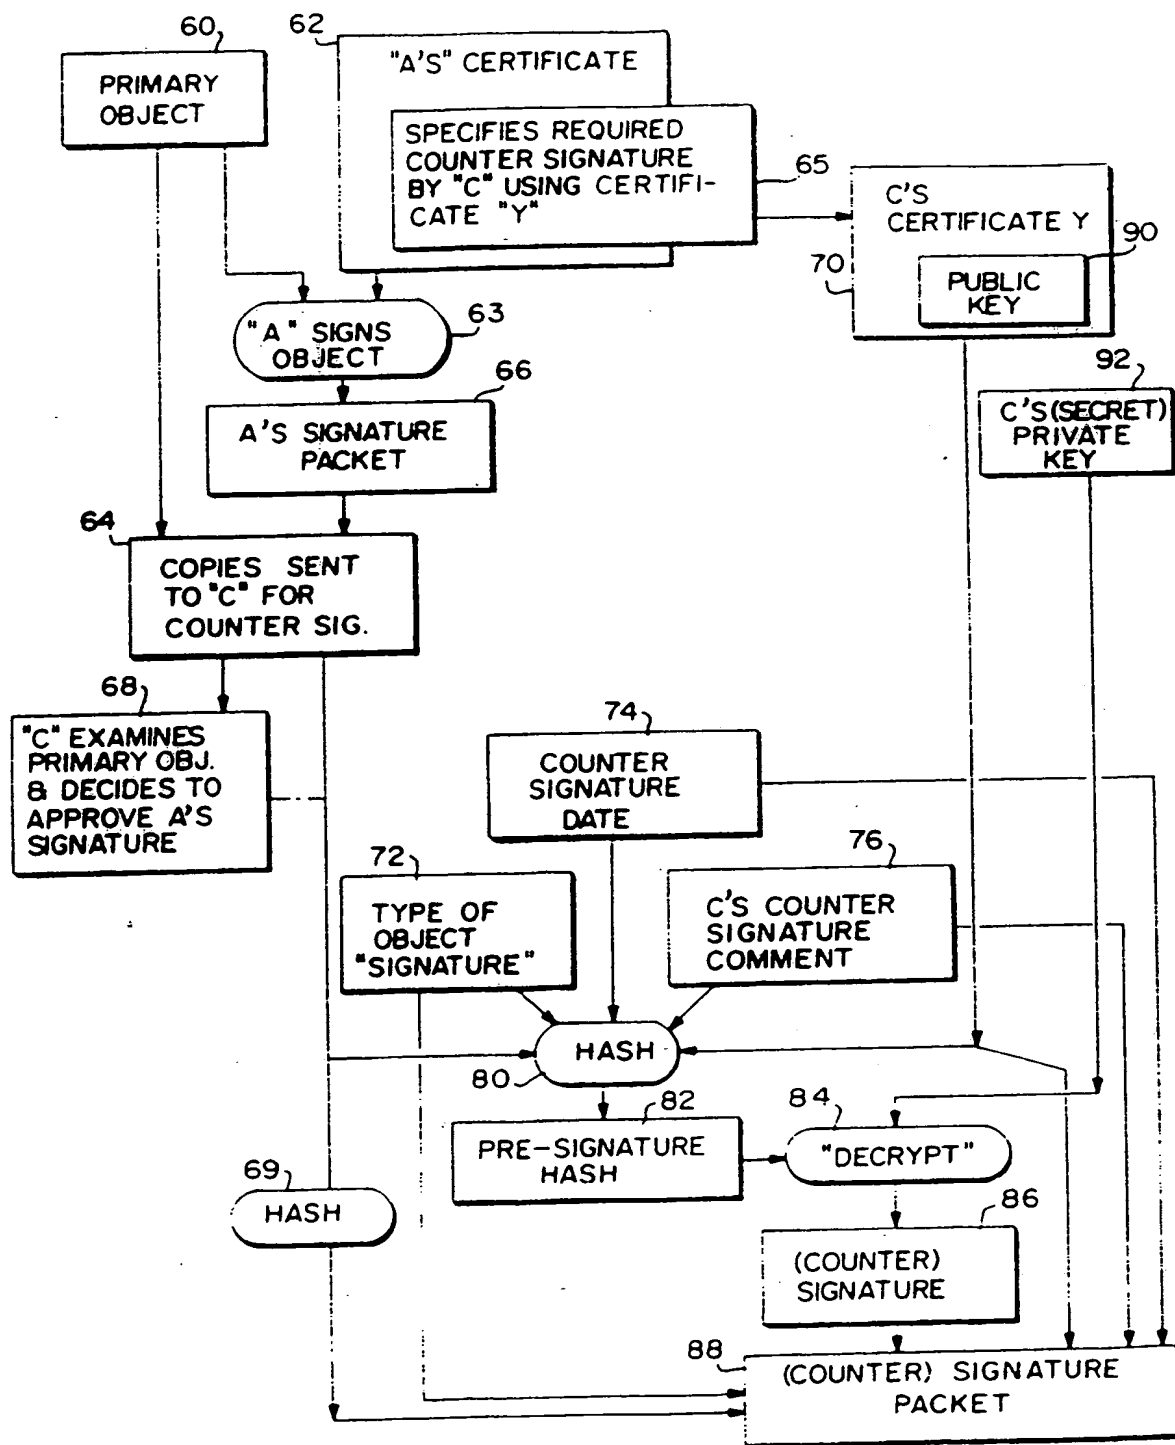 60
PRIMARY
OBJECT
62
"A'S" CERTIFICATE
SPECIFIES REQUIRED
COUNTER SIGNATURE
BY "C" USING CERTIFI-
CATE "Y"
65
C'S
CERTIFICATE Y
70
90
PUBLIC
KEY
"A" SIGNS
OBJECT
63
66
A'S SIGNATURE
PACKET
92
C'S (SECRET)
PRIVATE
KEY
64
COPIES SENT
TO "C" FOR
COUNTER SIG.
68
"C" EXAMINES
PRIMARY OBJ.
& DECIDES TO
APPROVE A'S
SIGNATURE
74
COUNTER
SIGNATURE
DATE
72
TYPE OF
OBJECT
"SIGNATURE"
76
C'S COUNTER
SIGNATURE
COMMENT
HASH
80
82
PRE-SIGNATURE
HASH
84
"DECRYPT"
69
HASH
86
(COUNTER)
SIGNATURE
88
(COUNTER) SIGNATURE
PACKET